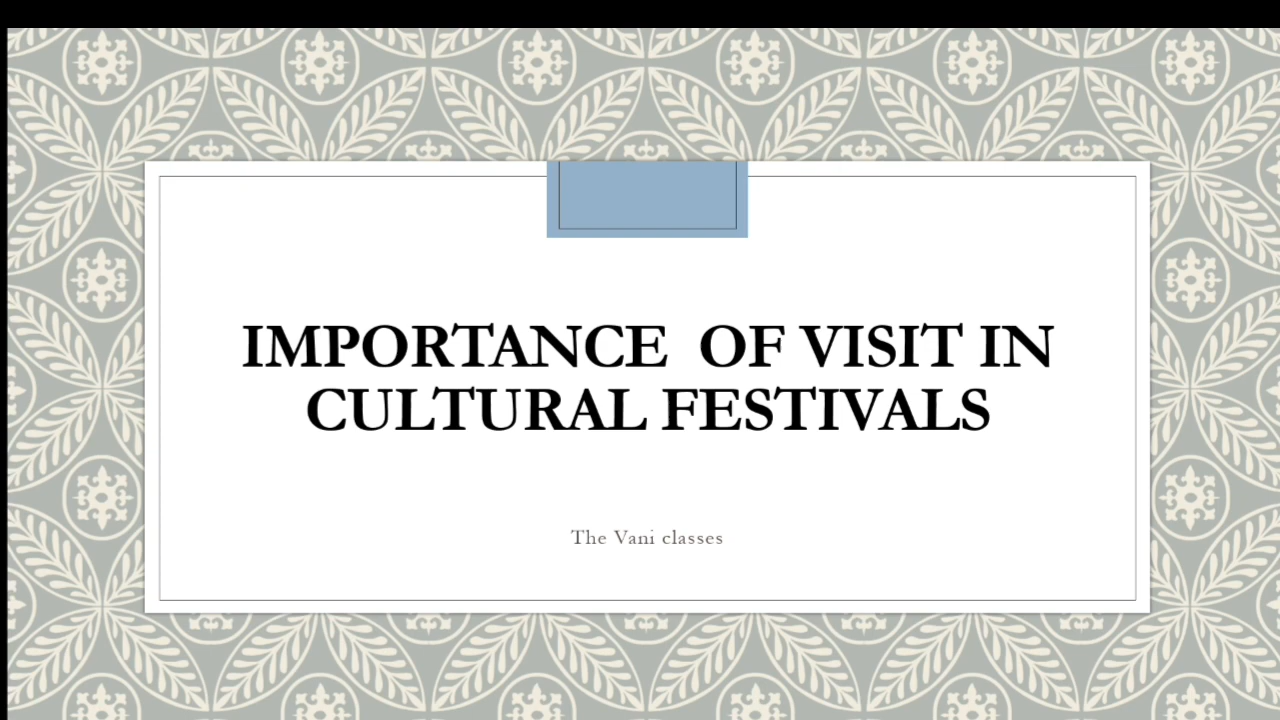 IMPORTANCE OF VISIT IN
CULTURAL FESTIVALS
The Vani classes